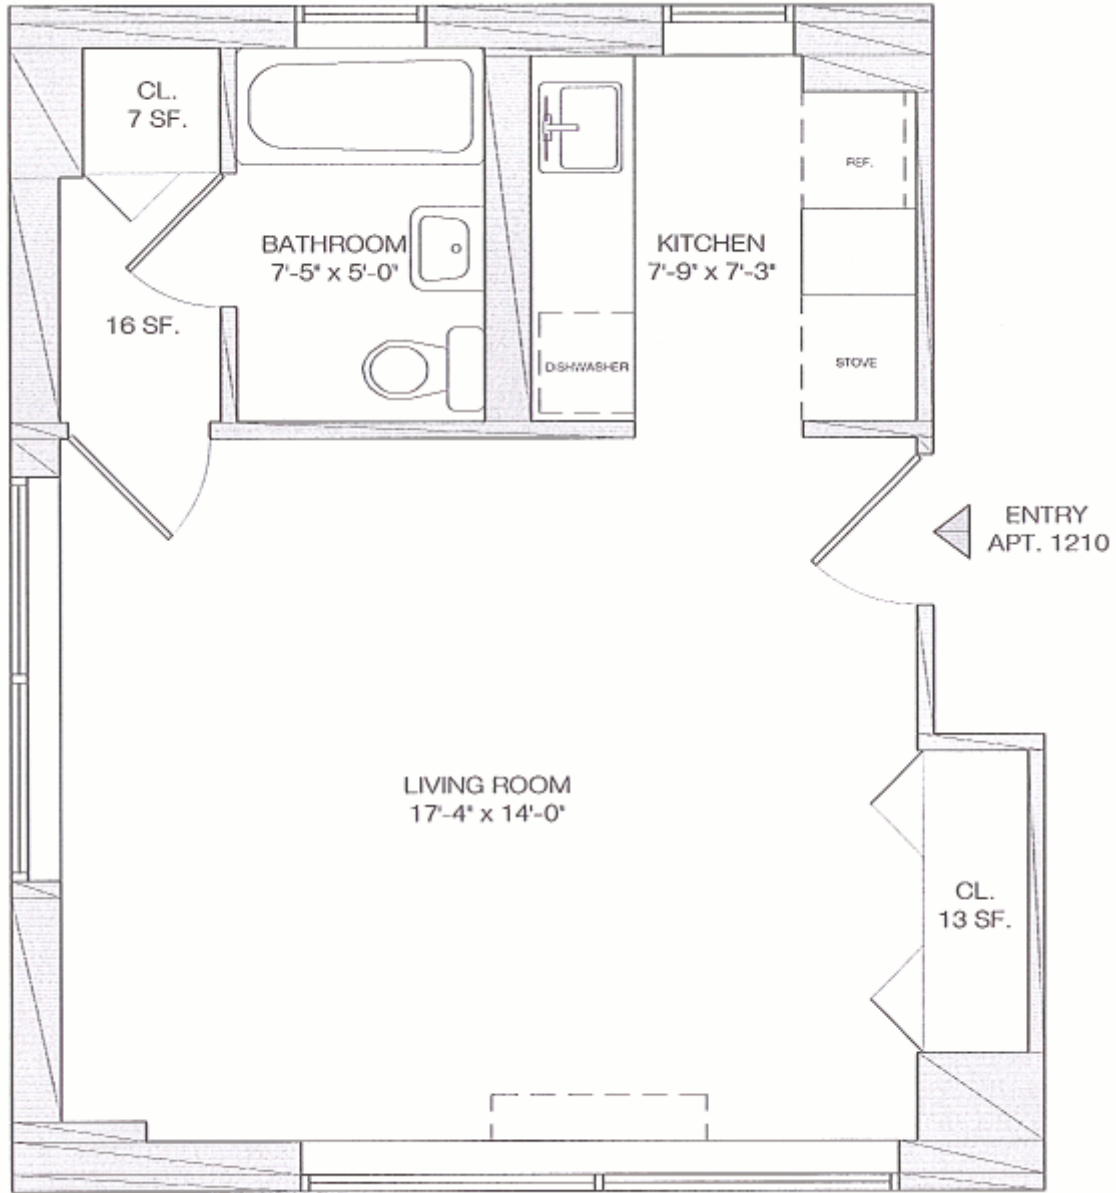 CL.
7 SF.
REF.
BATHROOM
7'-5" x 5'-0"
KITCHEN
7'-9" x 7'-3"
16 SF.
DISHWASHER
STOVE
ENTRY
APT. 1210
LIVING ROOM
17'-4" x 14'-0"
CL.
13 SF.